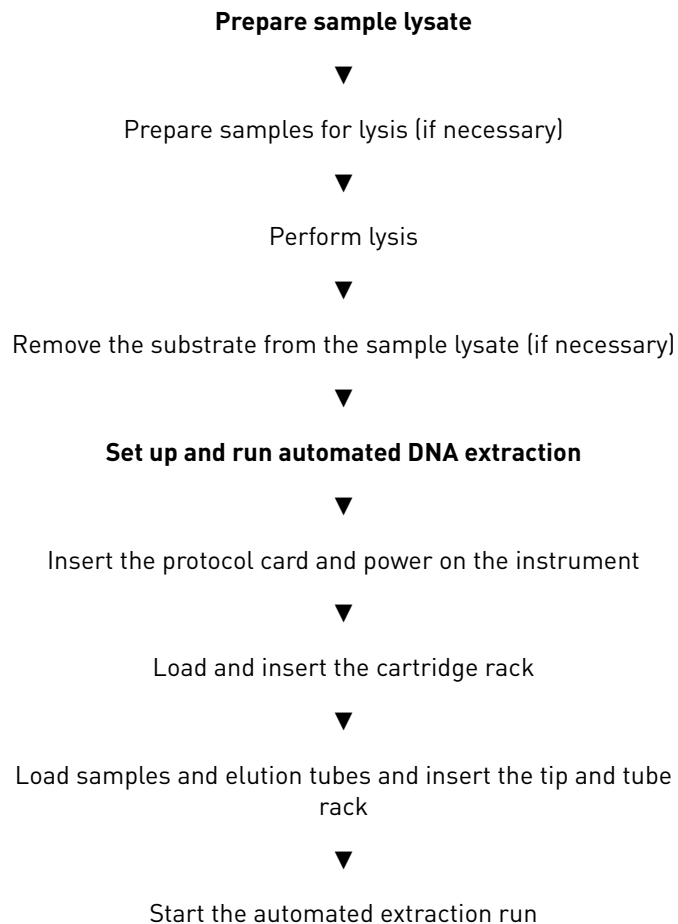 Prepare sample lysate
▼
Prepare samples for lysis (if necessary)
▼
Perform lysis
▼
Remove the substrate from the sample lysate (if necessary)
▼
Set up and run automated DNA extraction
▼
Insert the protocol card and power on the instrument
▼
Load and insert the cartridge rack
▼
Load samples and elution tubes and insert the tip and tube
rack
▼
Start the automated extraction run